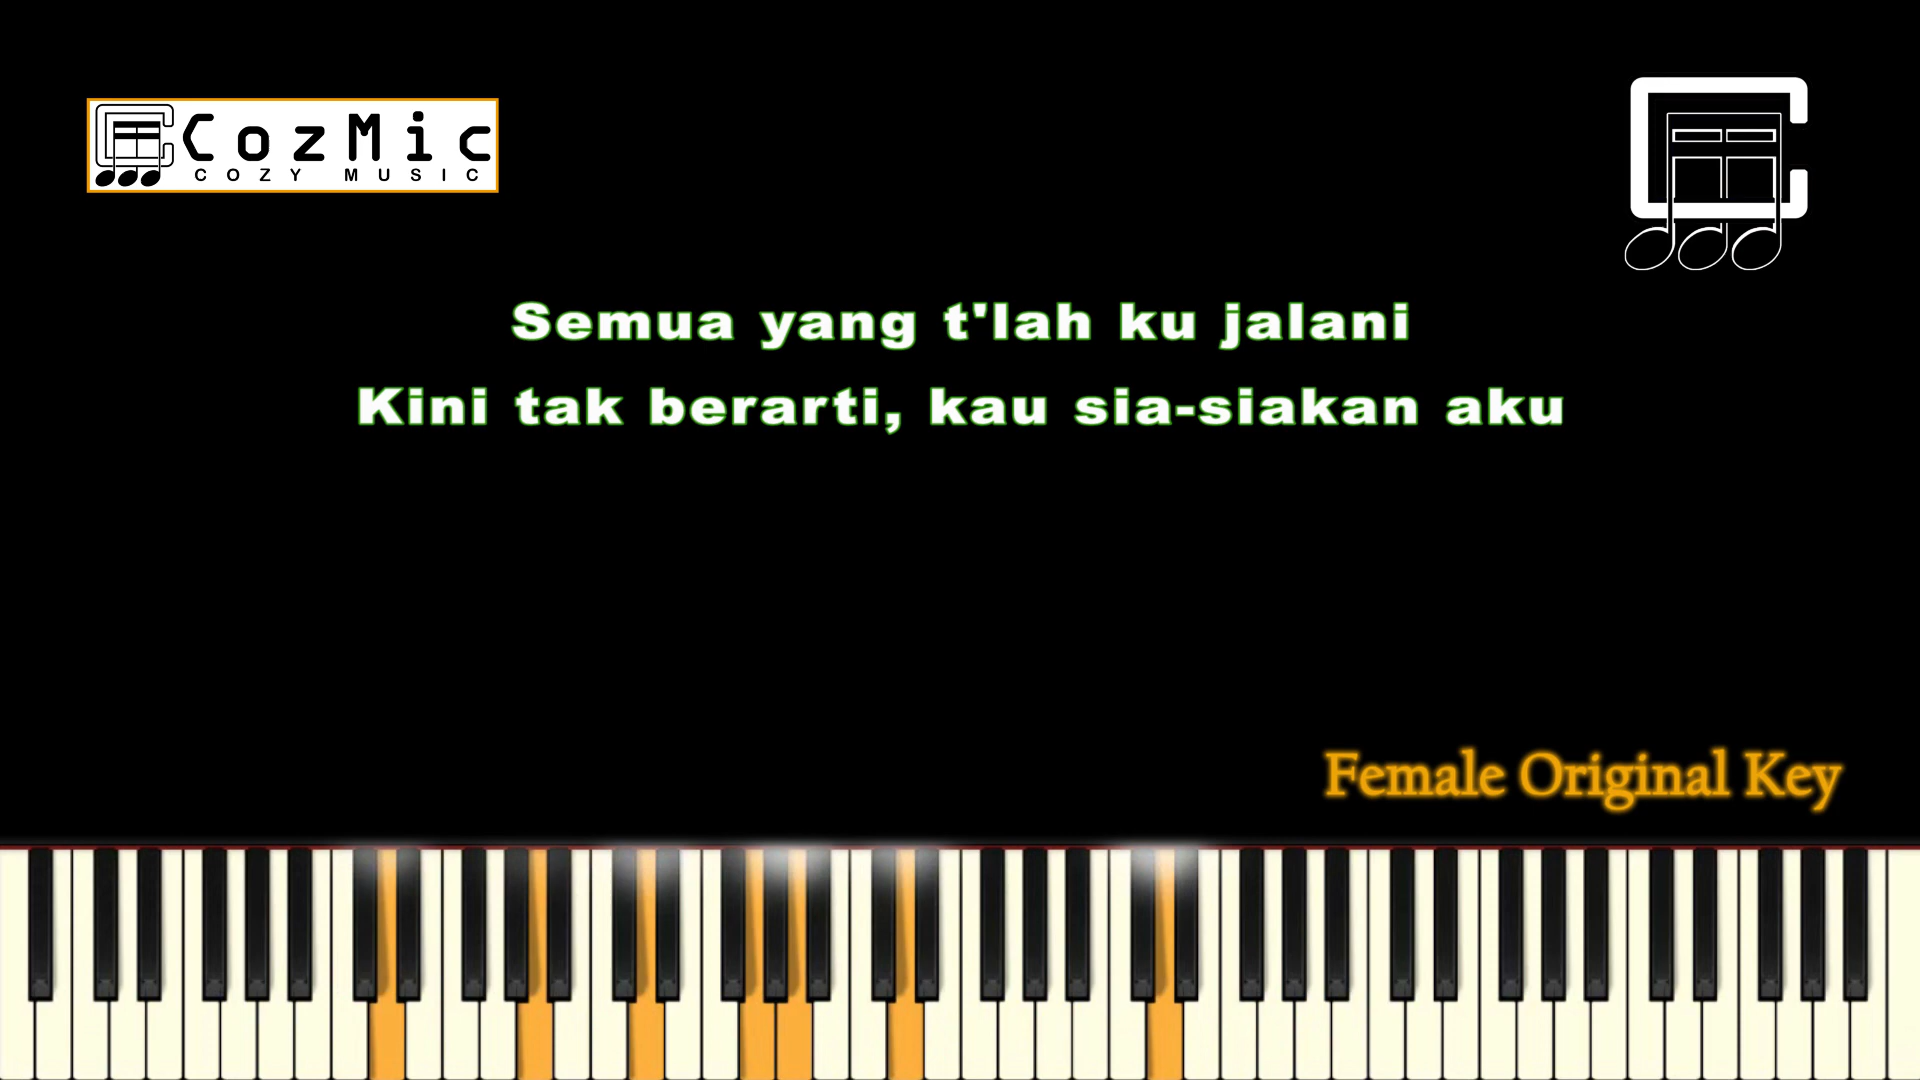 CozMic
COZY MUSIC
Semua yang t'lah ku jalani
Kini tak berarti, kau sia-siakan aku
Female Original Key